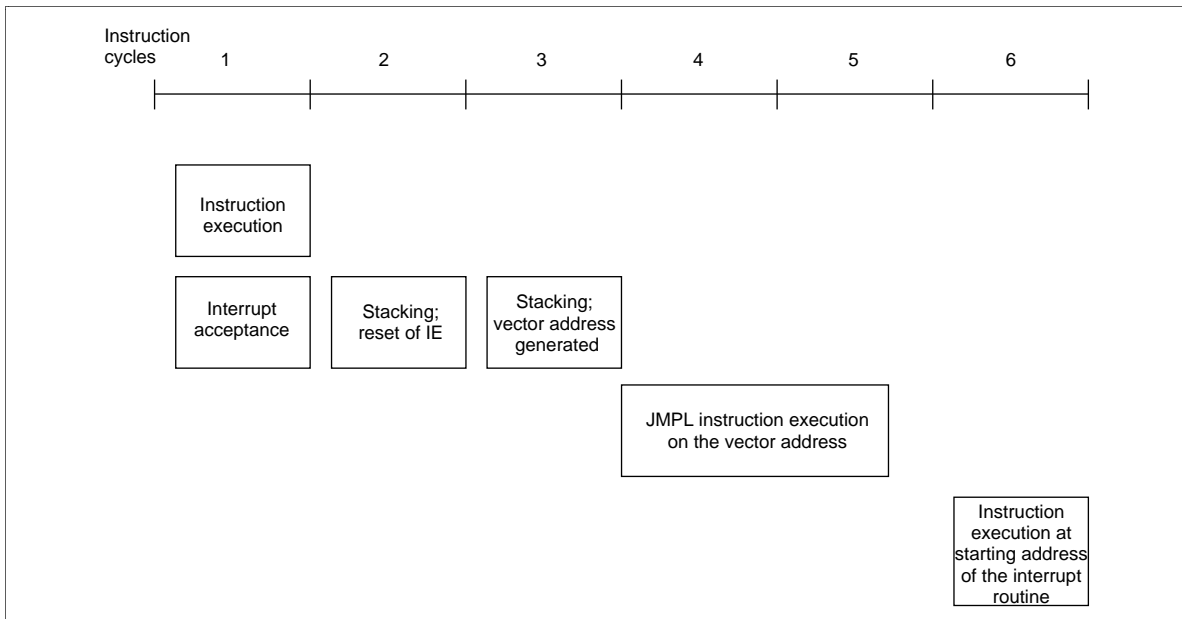 Instruction
cycles
1 2 3 4 5 6
Instruction
execution
Interrupt
acceptance
Stacking;
reset of IE
Stacking;
vector address
generated
JMPL instruction execution
on the vector address
Instruction
execution at
starting address
of the interrupt
routine